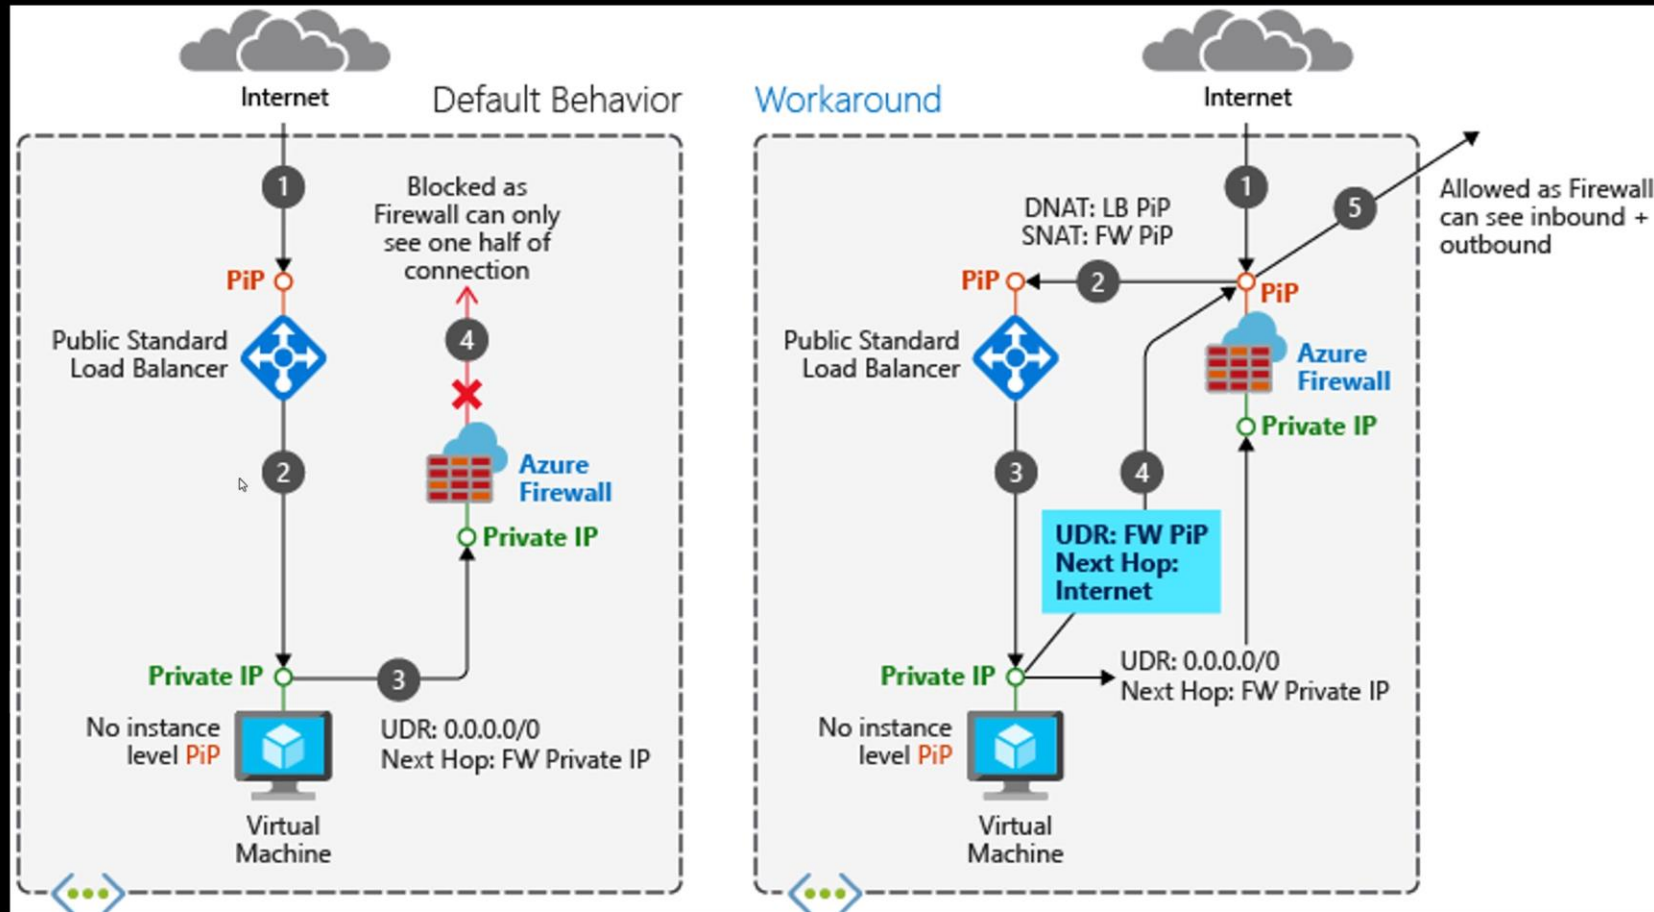 Internet
Default Behavior
1
Blocked as
Firewall can only
see one half of
connection
PiP
Public Standard
Load Balancer
4
2
Azure
Firewall
Private IP
Private IP
3
No instance
level PiP
UDR: 0.0.0.0/0
Next Hop: FW Private IP
Virtual
Machine
Workaround
Internet
1
5
Allowed as Firewall
can see inbound +
outbound
DNAT: LB PiP
SNAT: FW PiP
PiP
2
PiP
Public Standard
Load Balancer
Azure
Firewall
Private IP
3
4
UDR: FW PiP
Next Hop:
Internet
Private IP
UDR: 0.0.0.0/0
Next Hop: FW Private IP
No instance
level PiP
Virtual
Machine